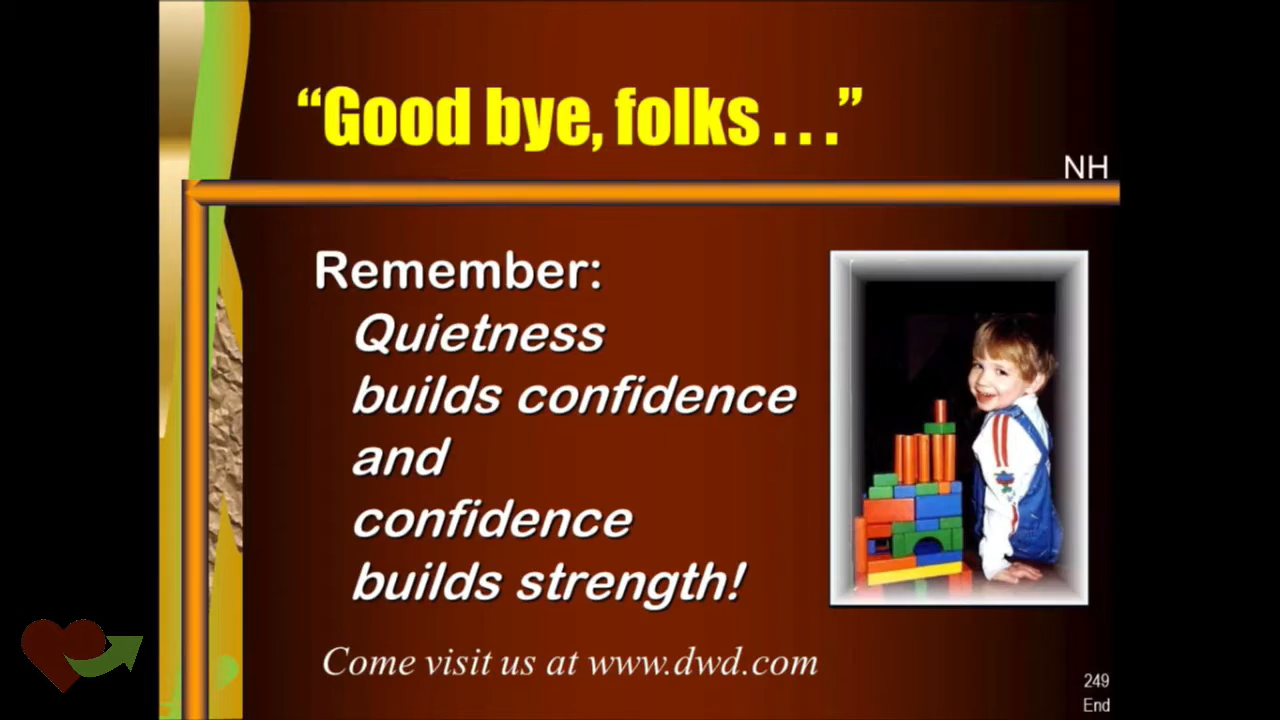 “Good bye, folks . . .”
NH
Remember:
Quietness
builds confidence
and
confidence
builds strength!
Come visit us at www.dwd.com
249
End